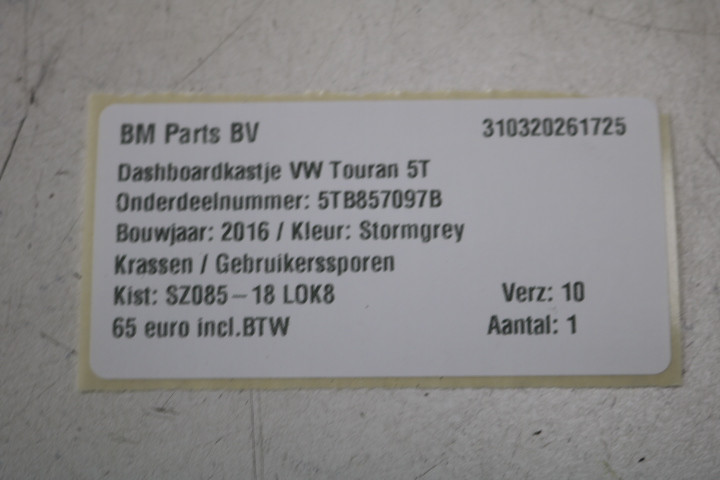 BM Parts BV 310320261725
Dashboardkastje VW Touran 5T
Onderdeelnummer: 5TB857097B
Bouwjaar: 2016 / Kleur: Stormgrey
Krassen / Gebruikerssporen
Kist: SZ085-18 LOK8 Verz: 10
65 euro incl.BTW Aantal: 1